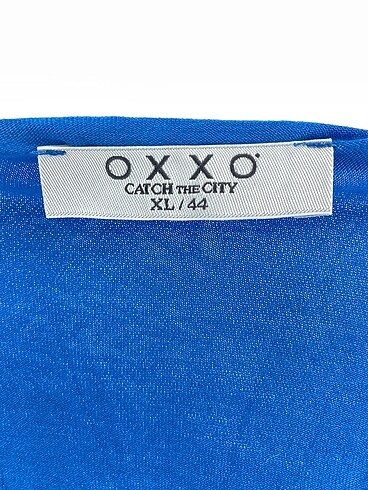 OXXO
CATCH THE CITY
XL / 44